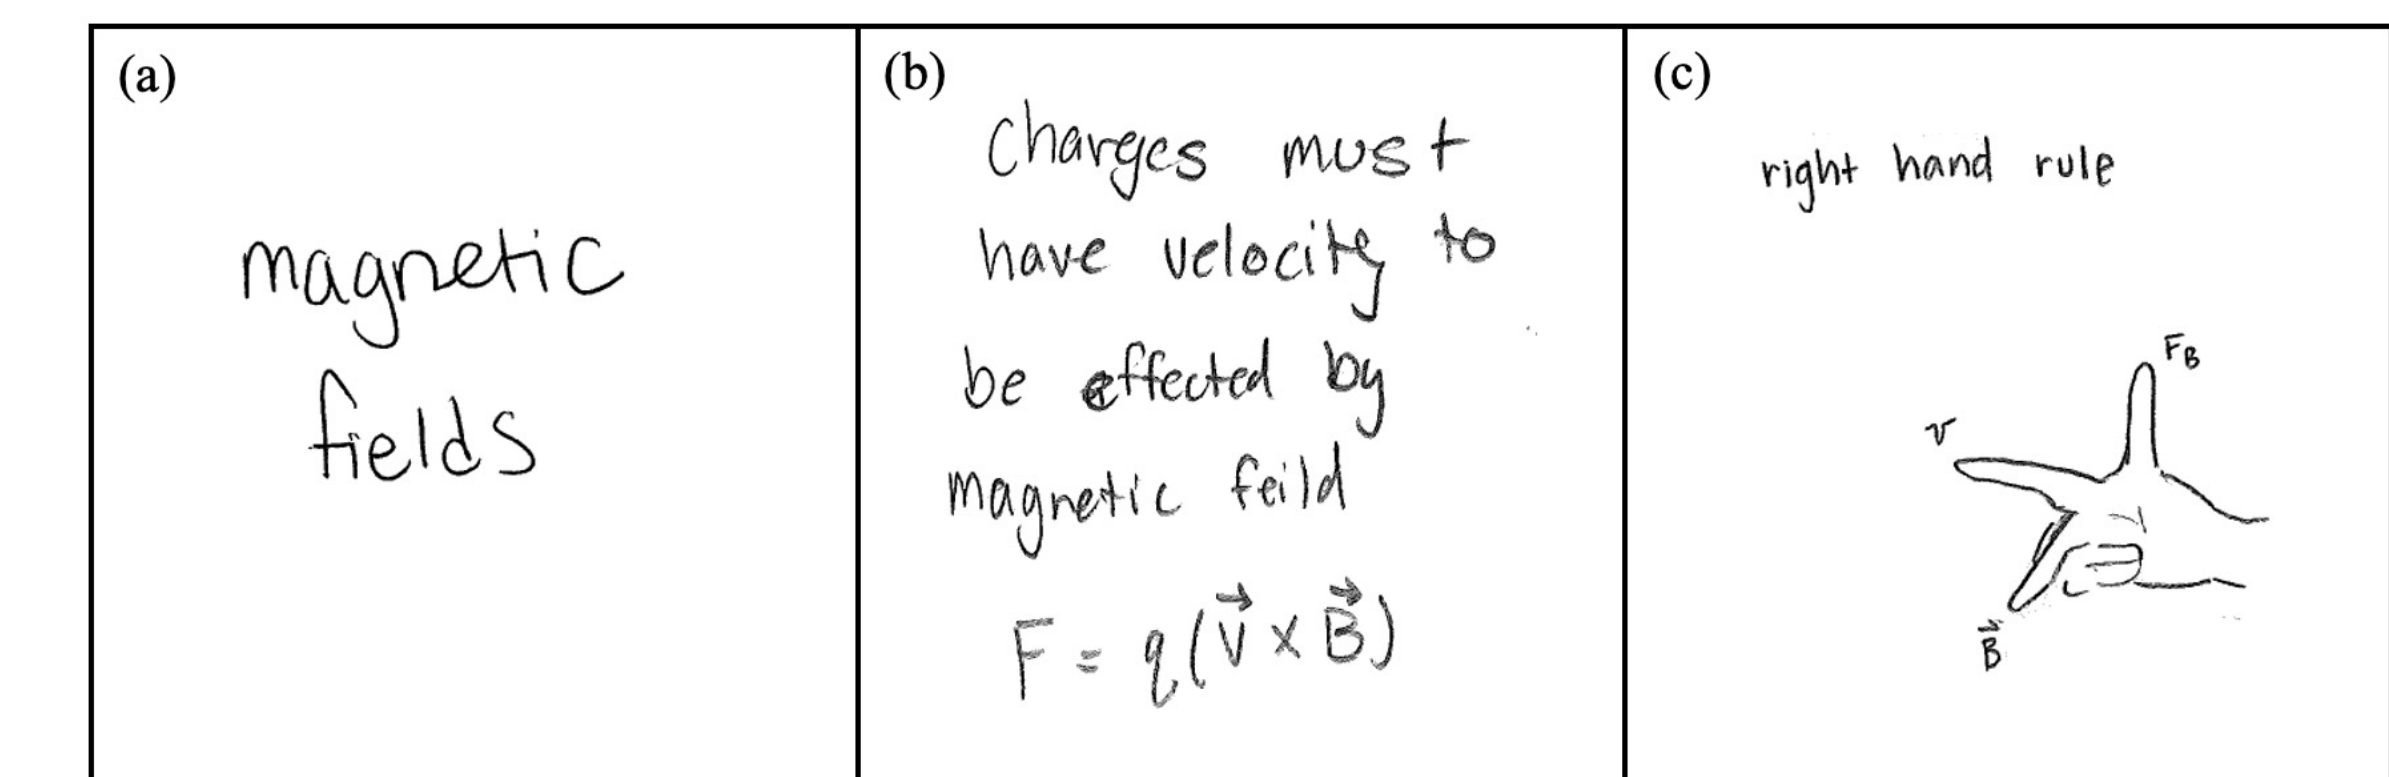 (a)
magnetic
fields
(b)
Charges must
have velocity to
be effected by
magnetic feild
F = q(v⃗ × B⃗)
(c)
right hand rule
F_B
v
B⃗